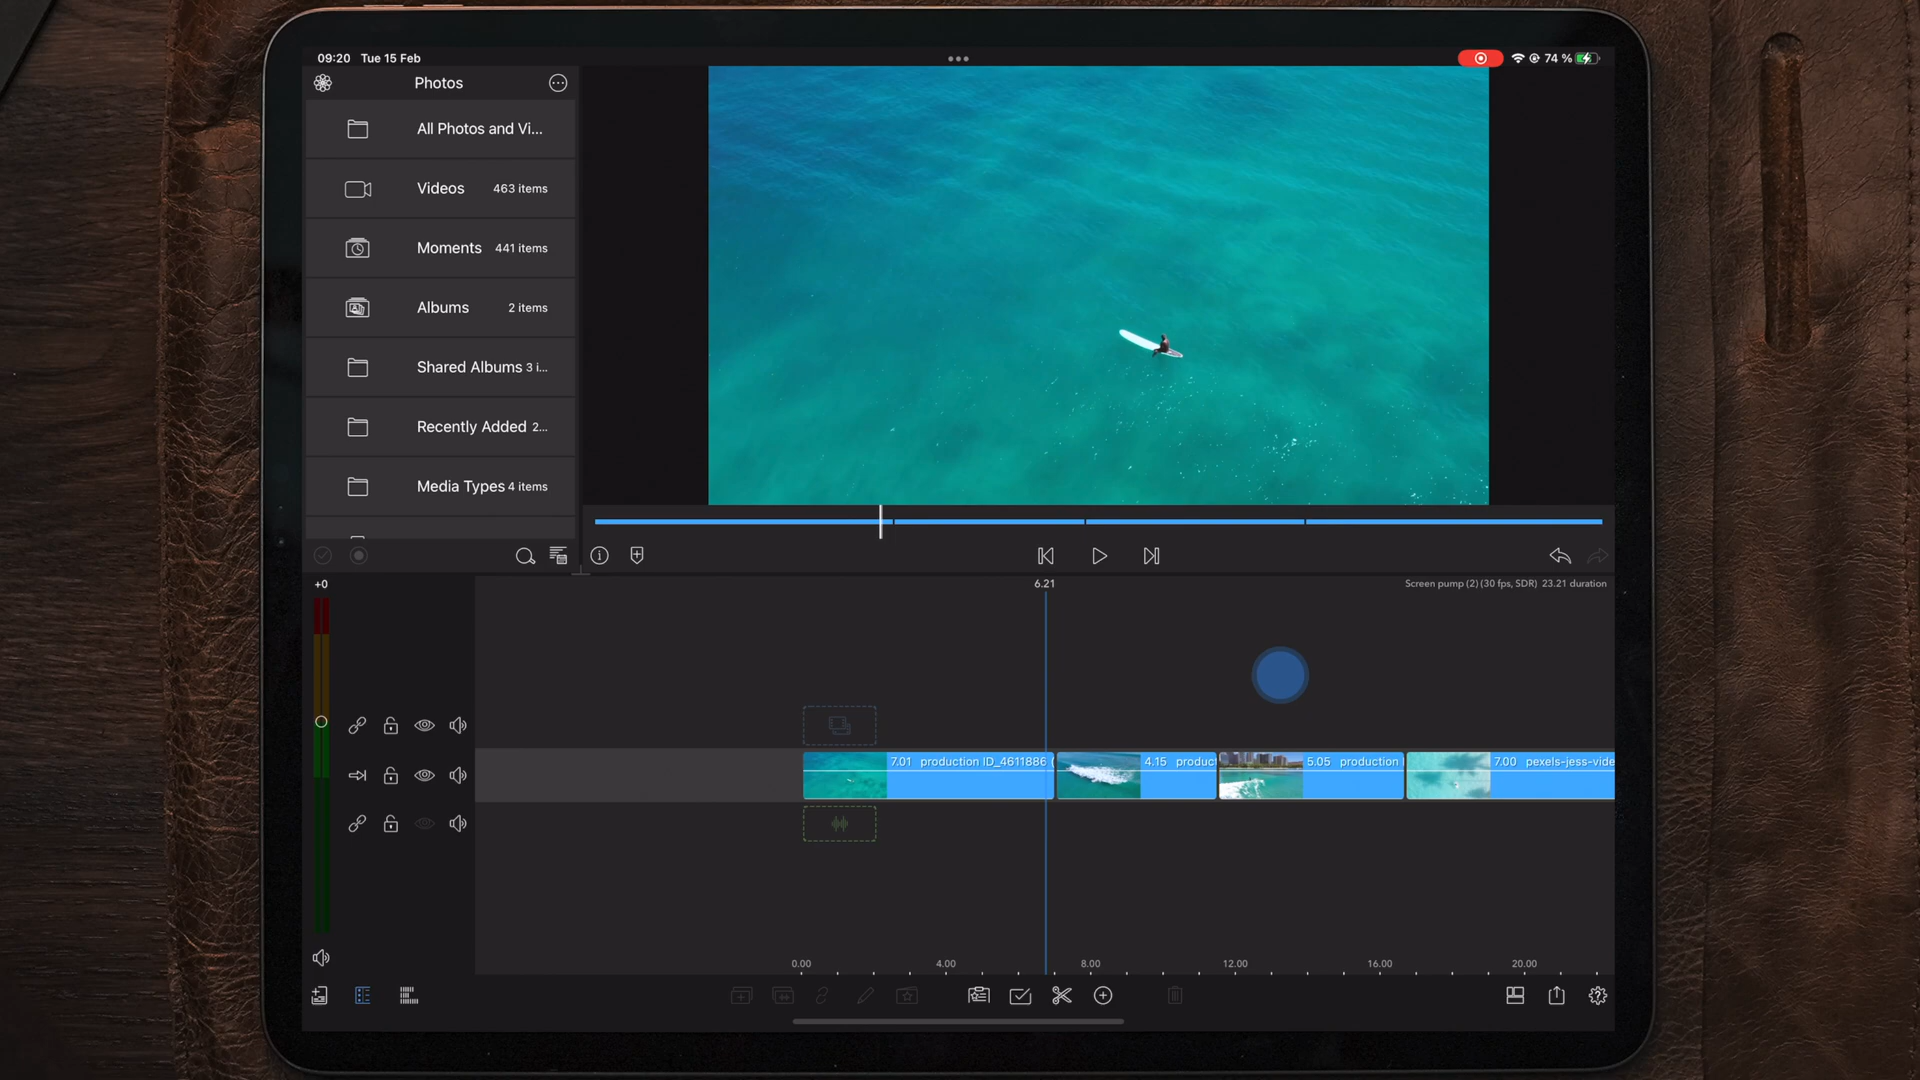 09:20 Tue 15 Feb
74 %
Photos
All Photos and Vi...
Videos 463 items
Moments 441 items
Albums 2 items
Shared Albums 3 i...
Recently Added 2...
Media Types 4 items
+0
6.21
Screen pump (2) (30 fps, SDR) 23.21 duration
7.01 production ID_4611886 (
4.15 produc
5.05 production
7.00 pexels-jess-vide
0.00 4.00 8.00 12.00 16.00 20.00